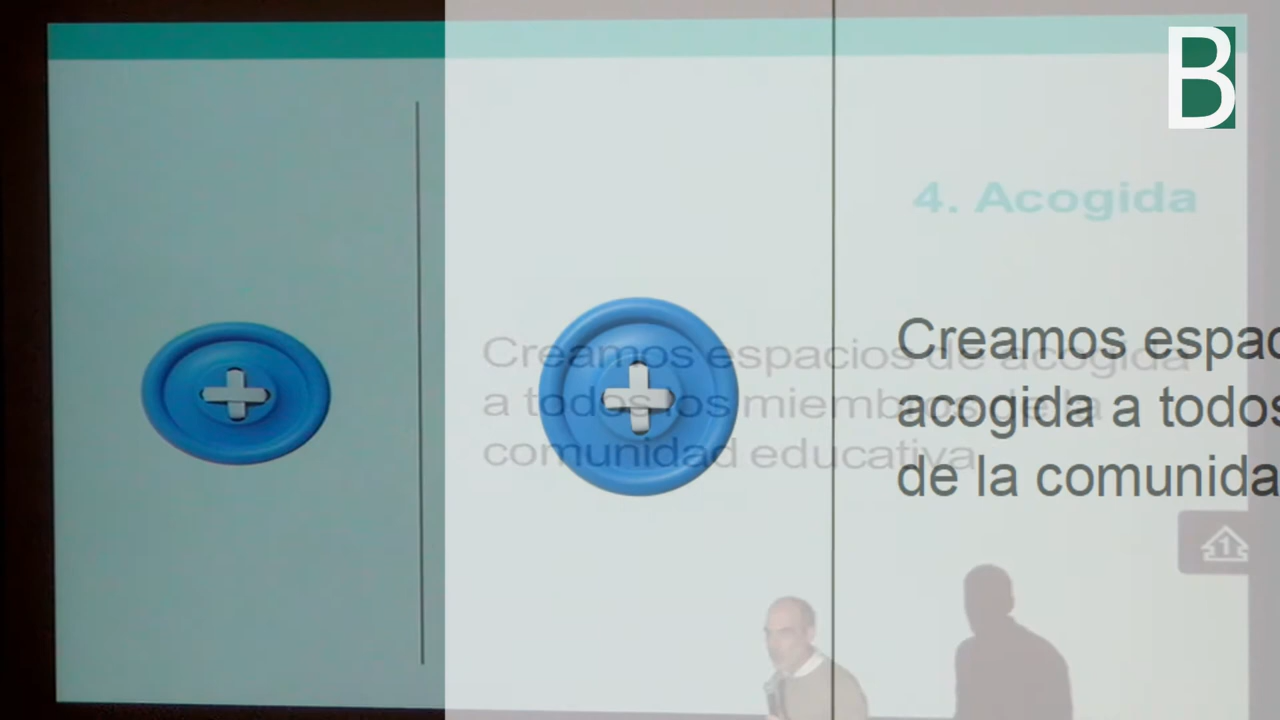 B
4. Acogida
Creamos espacios de acogida
a todos los miembros de la
comunidad educativa
Creamos espac
acogida a todos
de la comunida
1